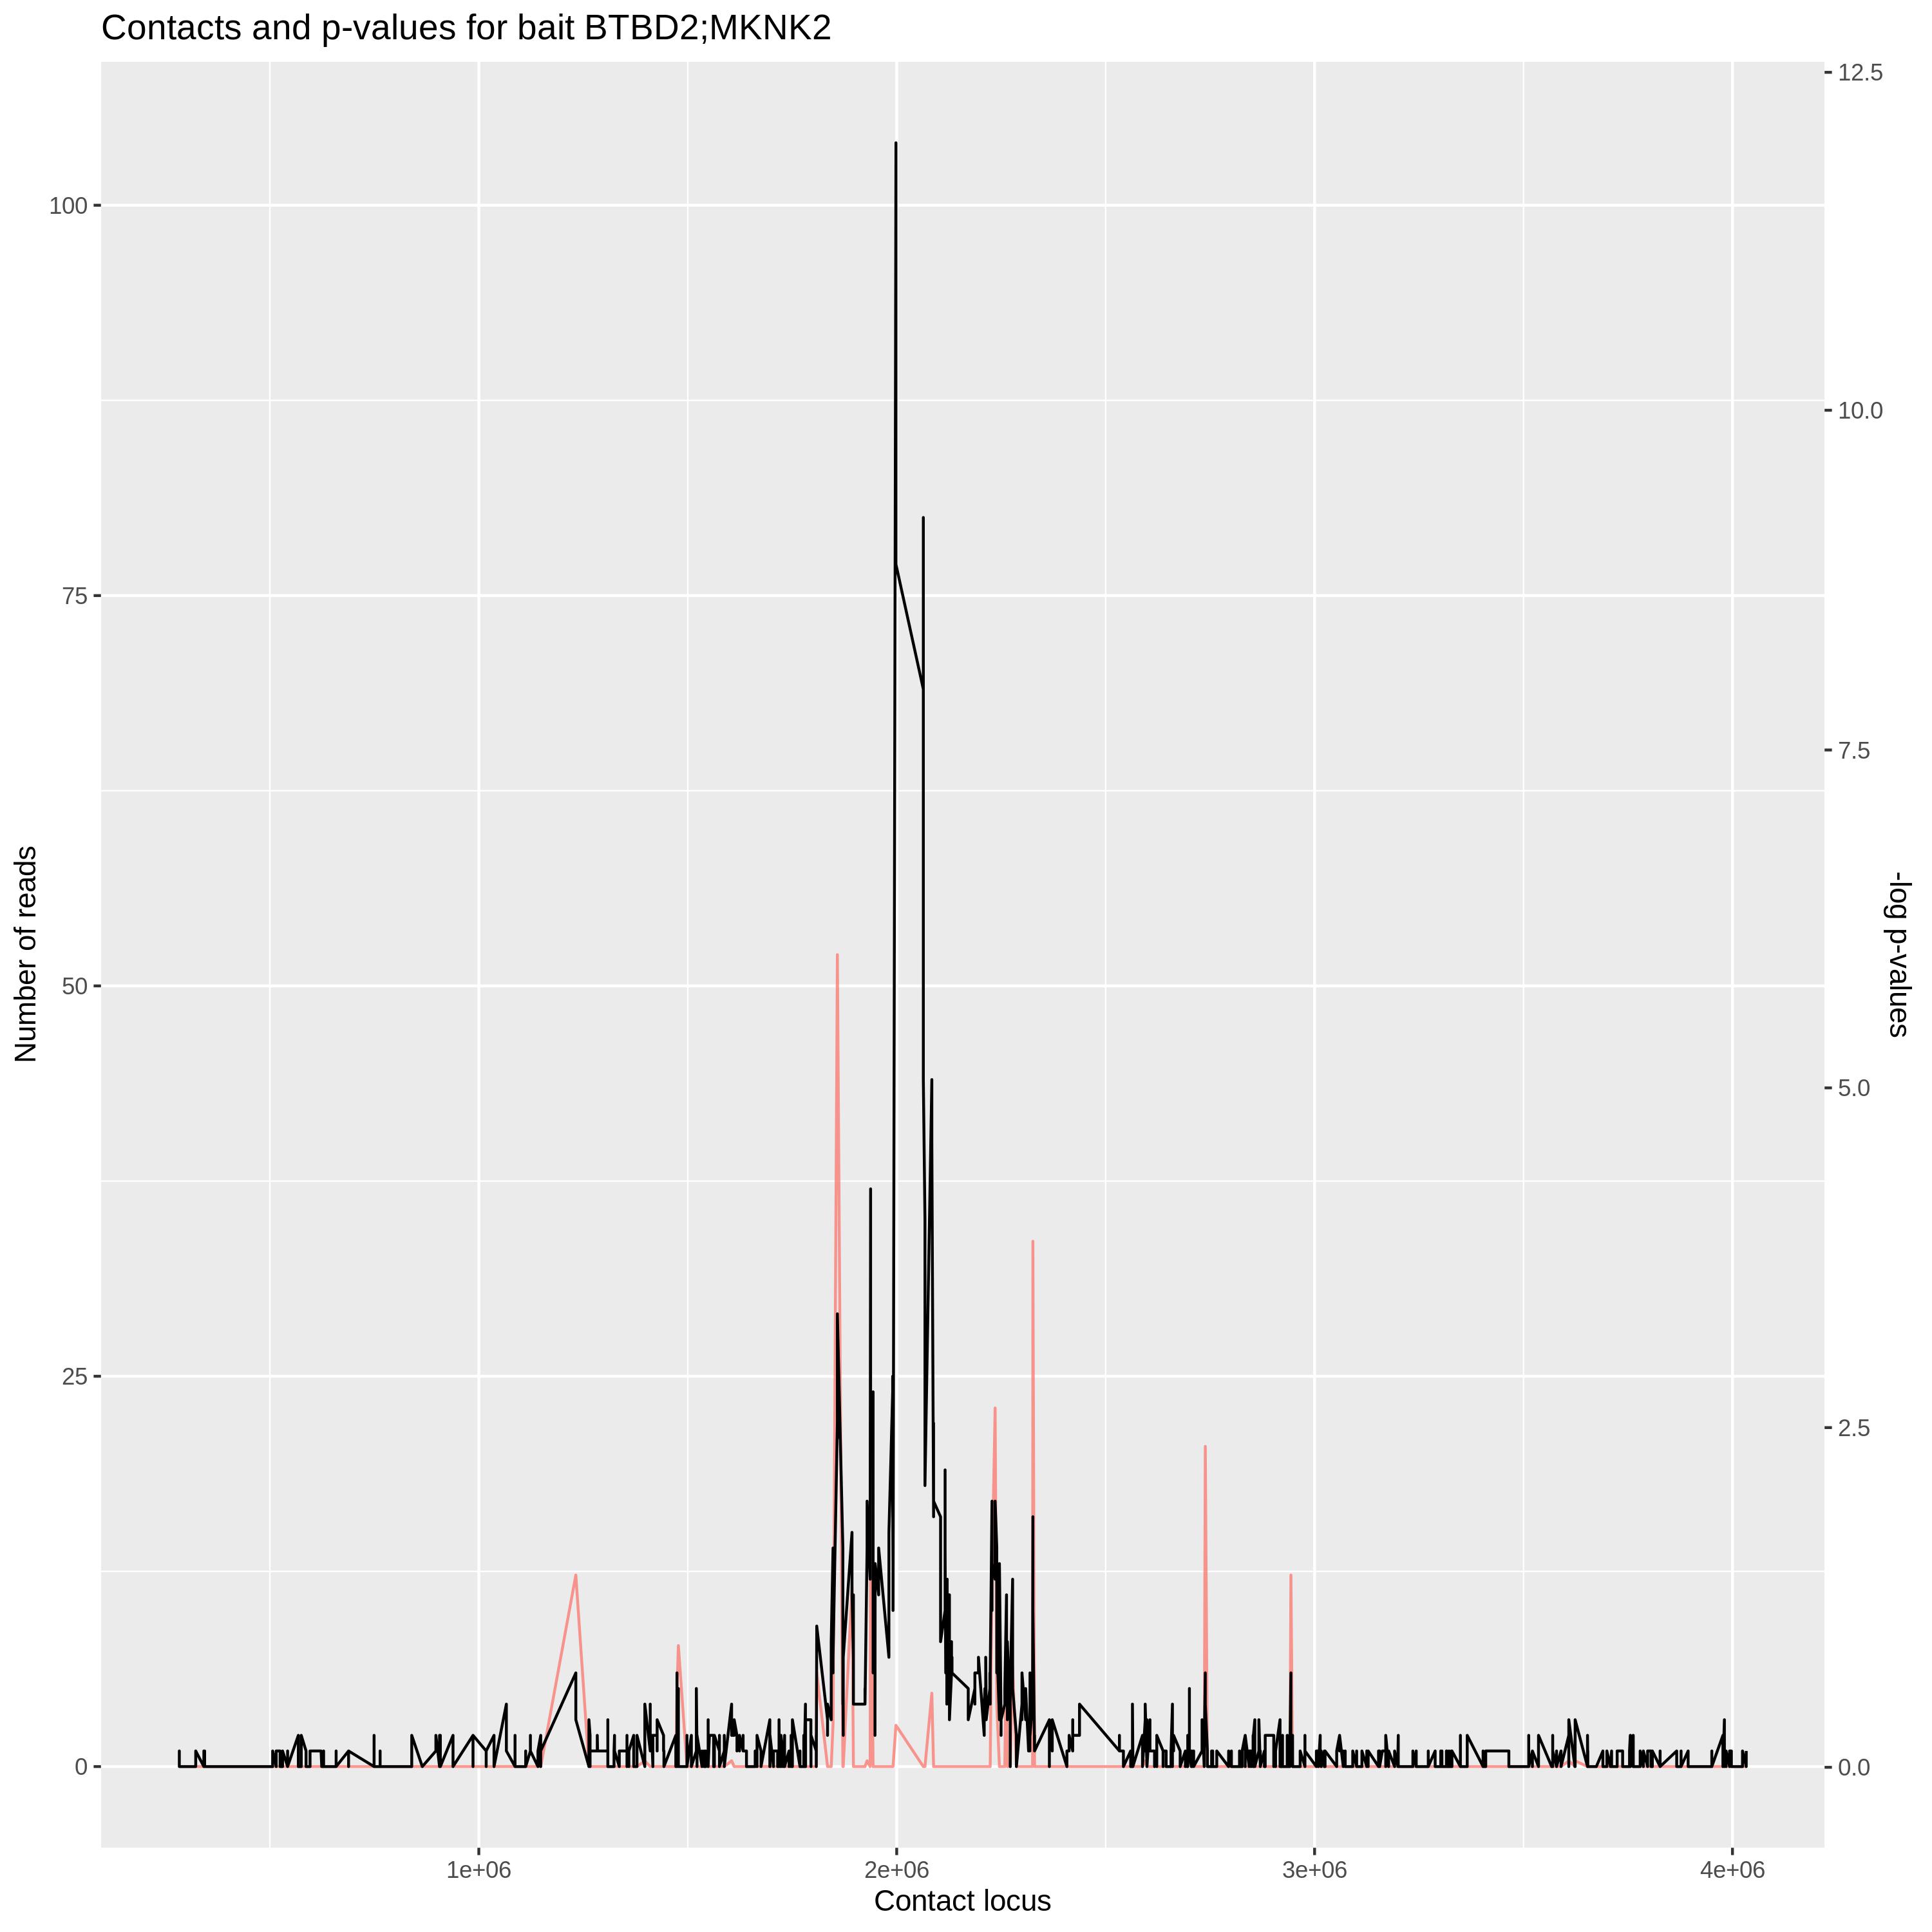 Contacts and p-values for bait BTBD2;MKNK2
12.5
100
10.0
75
7.5
Number of reads
-log p-values
50
5.0
25
2.5
0
0.0
1e+06 2e+06 3e+06 4e+06
Contact locus